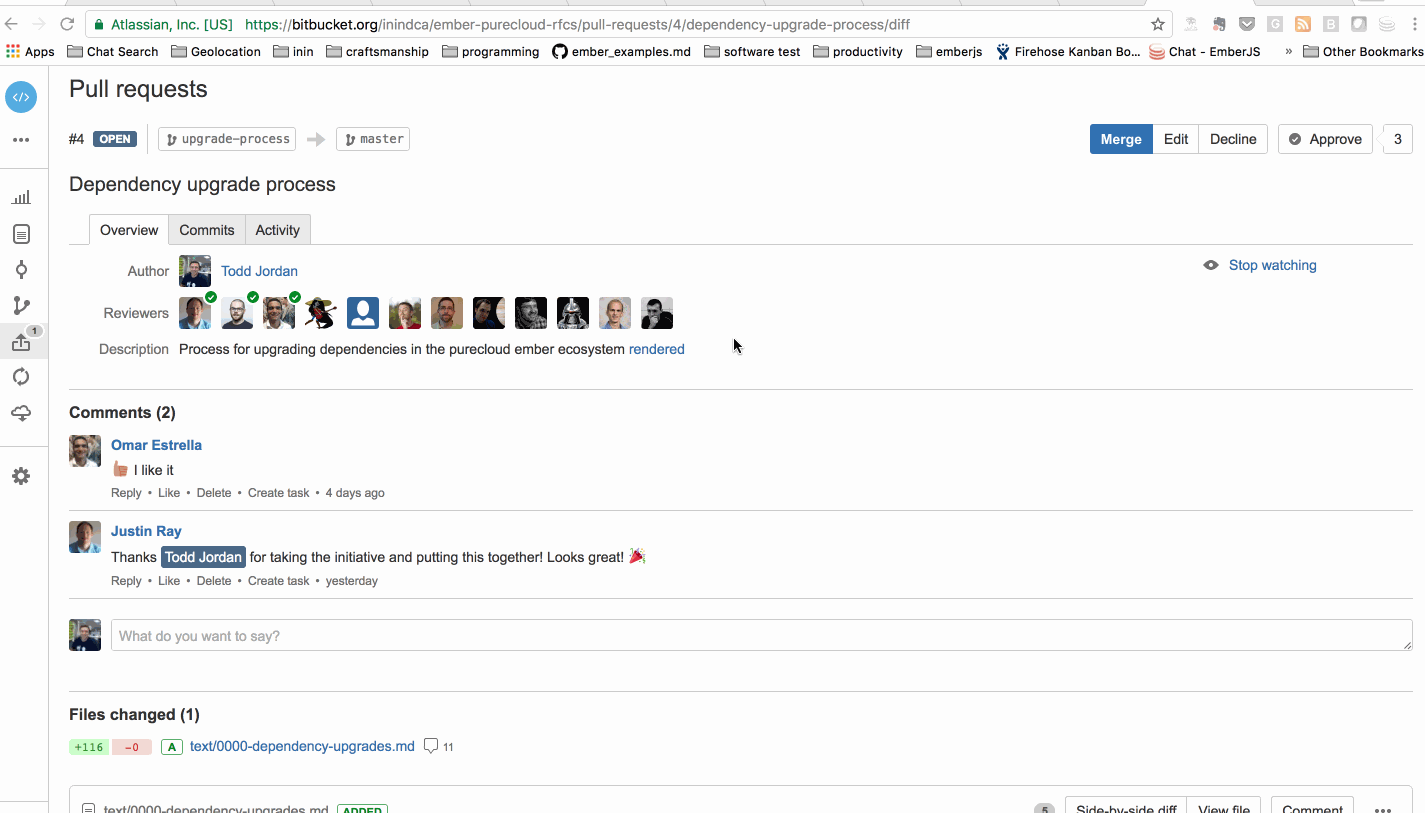 Atlassian, Inc. [US] https://bitbucket.org/inindca/ember-purecloud-rfcs/pull-requests/4/dependency-upgrade-process/diff
Apps Chat Search Geolocation inin craftsmanship programming ember_examples.md software test productivity emberjs Firehose Kanban Bo... Chat - EmberJS » Other Bookmarks
Pull requests
#4 OPEN upgrade-process master Merge Edit Decline Approve 3
Dependency upgrade process
Overview Commits Activity
Author Todd Jordan Stop watching
Reviewers
1
Description Process for upgrading dependencies in the purecloud ember ecosystem rendered
Comments (2)
Omar Estrella
I like it
Reply • Like • Delete • Create task • 4 days ago
Justin Ray
Thanks Todd Jordan for taking the initiative and putting this together! Looks great!
Reply • Like • Delete • Create task • yesterday
What do you want to say?
Files changed (1)
+116 -0 A text/0000-dependency-upgrades.md 11
text/0000-dependency-upgrades.md ADDED 5 Side-by-side diff View file Comment